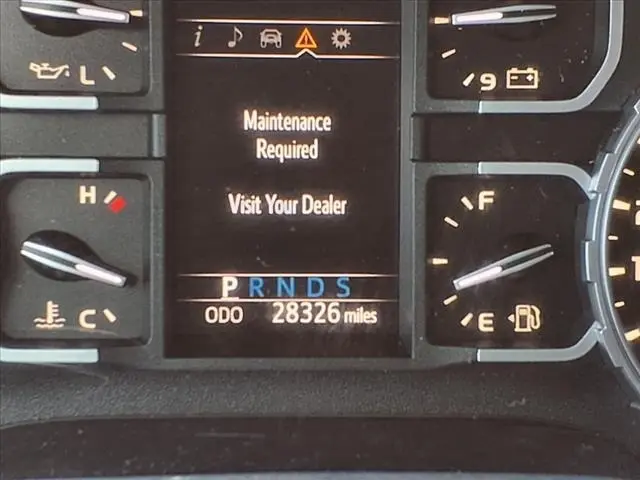 i
L
9
Maintenance
Required
Visit Your Dealer
H
F
C
E
P R N D S
ODO 28326 miles